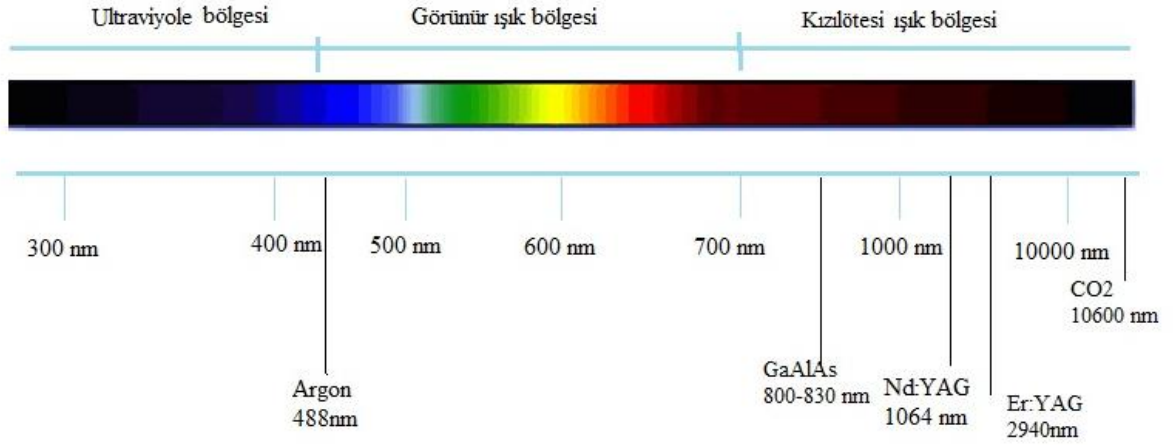 Ultraviyole bölgesi
Görünür ışık bölgesi
Kızılötesi ışık bölgesi
300 nm
400 nm
500 nm
600 nm
700 nm
1000 nm
10000 nm
CO2
10600 nm
Argon
488nm
GaAlAs
800-830 nm
Nd:YAG
1064 nm
Er:YAG
2940nm